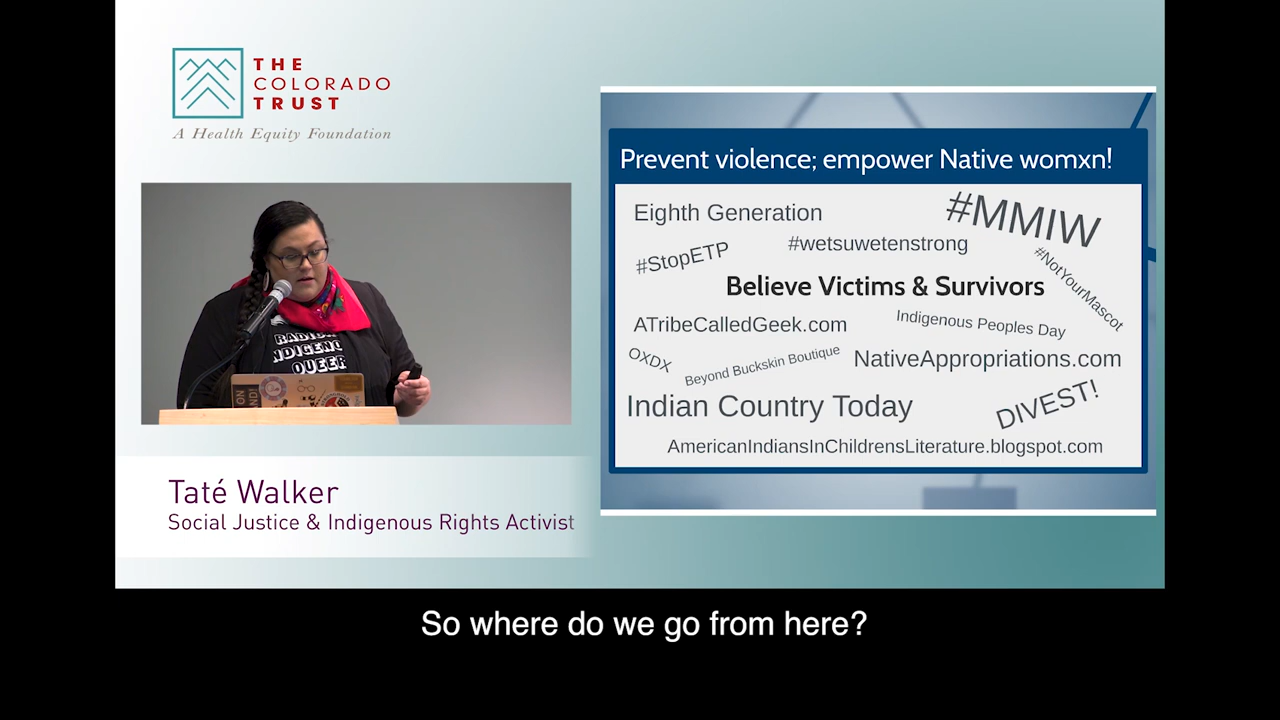 THE
COLORADO
TRUST
A Health Equity Foundation
RADICAL
INDIGENOUS
QUEER
Taté Walker
Social Justice & Indigenous Rights Activist
Prevent violence; empower Native womxn!
Eighth Generation
#MMIW
#StopETP
#wetsuwetenstrong
#NotYourMascot
Believe Victims & Survivors
ATribeCalledGeek.com
Indigenous Peoples Day
OXDX
Beyond Buckskin Boutique
NativeAppropriations.com
Indian Country Today
DIVEST!
AmericanIndiansInChildrensLiterature.blogspot.com
So where do we go from here?